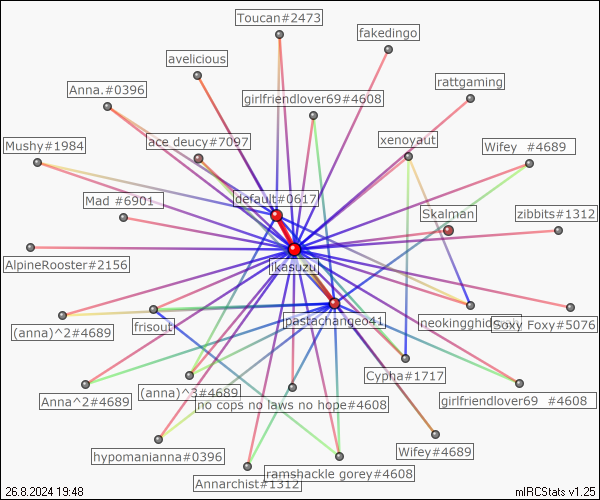 Toucan#2473
fakedingo
avelicious
rattgaming
Anna.#0396
girlfriendlover69#4608
Mushy#1984
ace deucy#7097
xenoyaut
Wifey #4689
Mad #6901
default#0617
Skalman
zibbits#1312
AlpineRooster#2156
ikasuzu
(anna)^2#4689
frisout
pastachangeo41
Soxy Foxy#5076
Cypha#1717
Anna^2#4689
(anna)^3#4689
no cops no laws no hope#4608
girlfriendlover69 #4608
hypomanianna#0396
Wifey#4689
Annarchist#1312
ramshackle gorey#4608
26.8.2024 19:48
mIRCStats v1.25